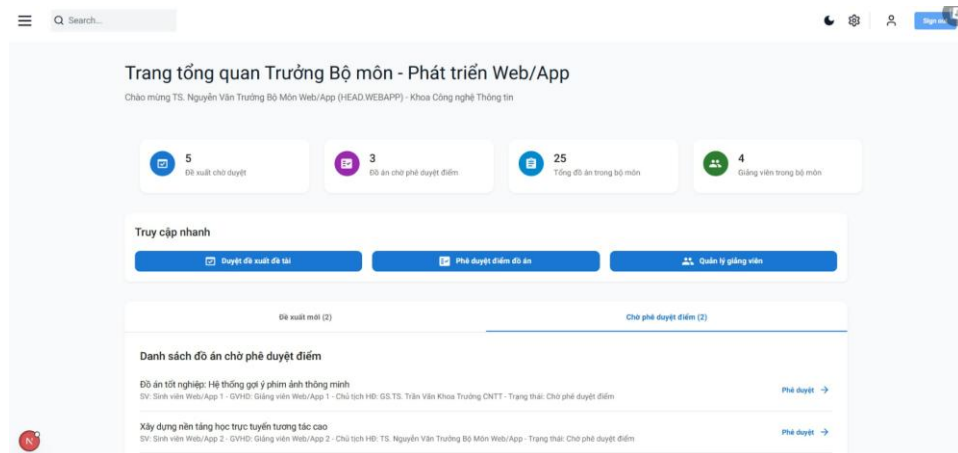 Search...
Trang tổng quan Trưởng Bộ môn - Phát triển Web/App
Chào mừng TS. Nguyễn Văn Trưởng Bộ Môn Web/App (HEAD.WEBAPP) - Khoa Công nghệ Thông tin
5
Đề xuất chờ duyệt
3
Đồ án chờ phê duyệt điểm
25
Tổng đồ án trong bộ môn
4
Giảng viên trong bộ môn
Truy cập nhanh
Duyệt đề xuất đề tài
Phê duyệt điểm đồ án
Quản lý giảng viên
Đề xuất mới (2)
Chờ phê duyệt điểm (2)
Danh sách đồ án chờ phê duyệt điểm
Đồ án tốt nghiệp: Hệ thống gợi ý phim ảnh thông minh
SV: Sinh viên Web/App 1 - GVHD: Giảng viên Web/App 1 - Chủ tịch HĐ: GS.TS. Trần Văn Khoa Trưởng CNTT - Trạng thái: Chờ phê duyệt điểm
Phê duyệt
Xây dựng nền tảng học trực tuyến tương tác cao
SV: Sinh viên Web/App 2 - GVHD: Giảng viên Web/App 2 - Chủ tịch HĐ: TS. Nguyễn Văn Trưởng Bộ Môn Web/App - Trạng thái: Chờ phê duyệt điểm
Phê duyệt
N